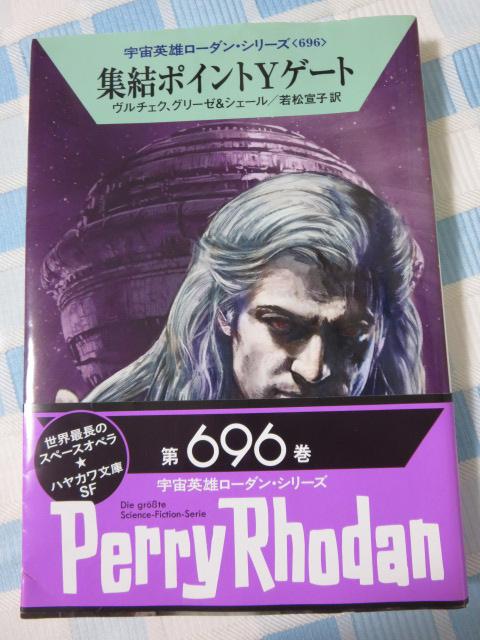 宇宙英雄ローダン・シリーズ〈696〉
集結ポイントYゲート
ヴルチェク、グリーゼ&シェール/若松宣子訳
世界最長の
スペースオペラ
★
ハヤカワ文庫
SF
第696巻
宇宙英雄ローダン・シリーズ
Die größte
Science-Fiction-Serie
Perry Rhodan